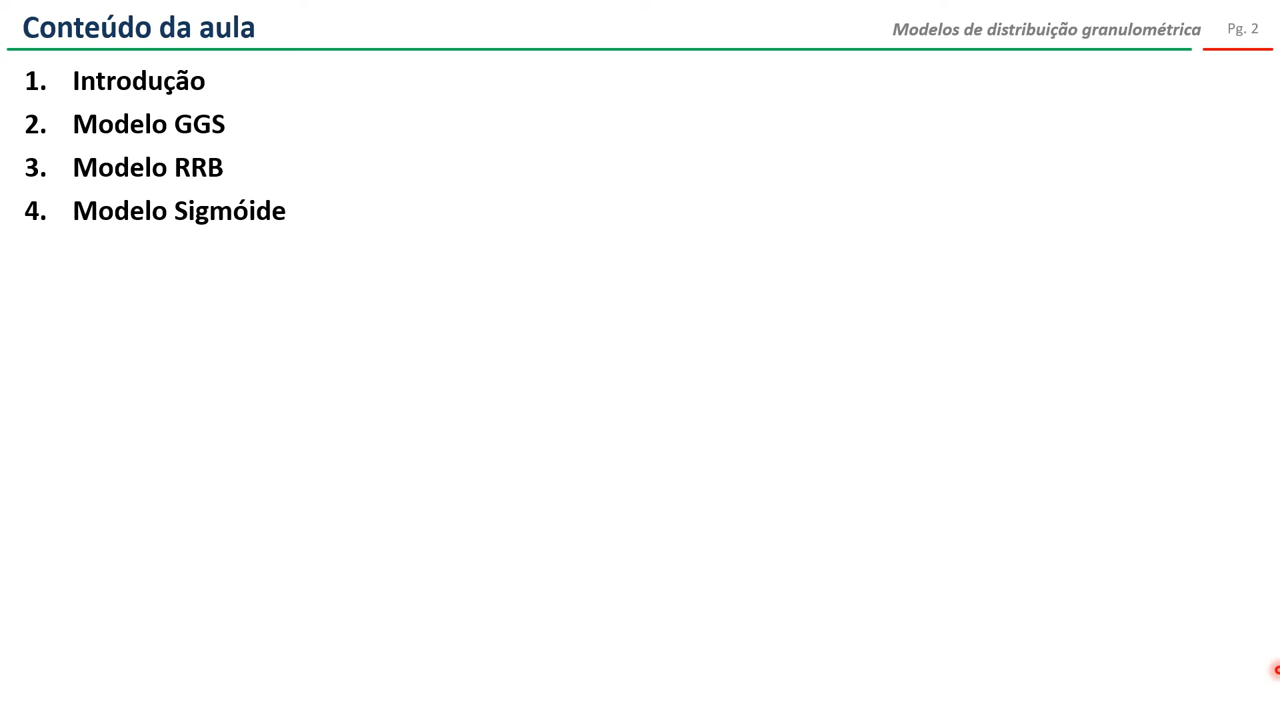 Conteúdo da aula
Modelos de distribuição granulométrica
Pg. 2
1. Introdução
2. Modelo GGS
3. Modelo RRB
4. Modelo Sigmóide